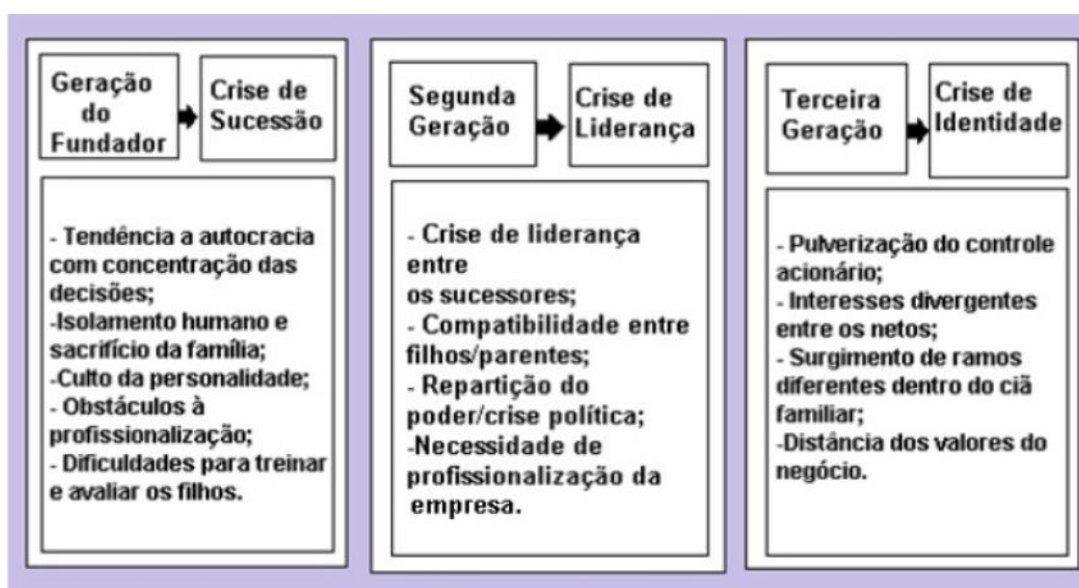 Geração
do
Fundador
Crise de
Sucessão
- Tendência a autocracia
com concentração das
decisões;
-Isolamento humano e
sacrifício da família;
-Culto da personalidade;
- Obstáculos à
profissionalização;
- Dificuldades para treinar
e avaliar os filhos.
Segunda
Geração
Crise de
Liderança
- Crise de liderança
entre
os sucessores;
- Compatibilidade entre
filhos/parentes;
- Repartição do
poder/crise política;
-Necessidade de
profissionalização da
empresa.
Terceira
Geração
Crise de
Identidade
- Pulverização do controle
acionário;
- Interesses divergentes
entre os netos;
- Surgimento de ramos
diferentes dentro do ciã
familiar;
-Distância dos valores do
negócio.